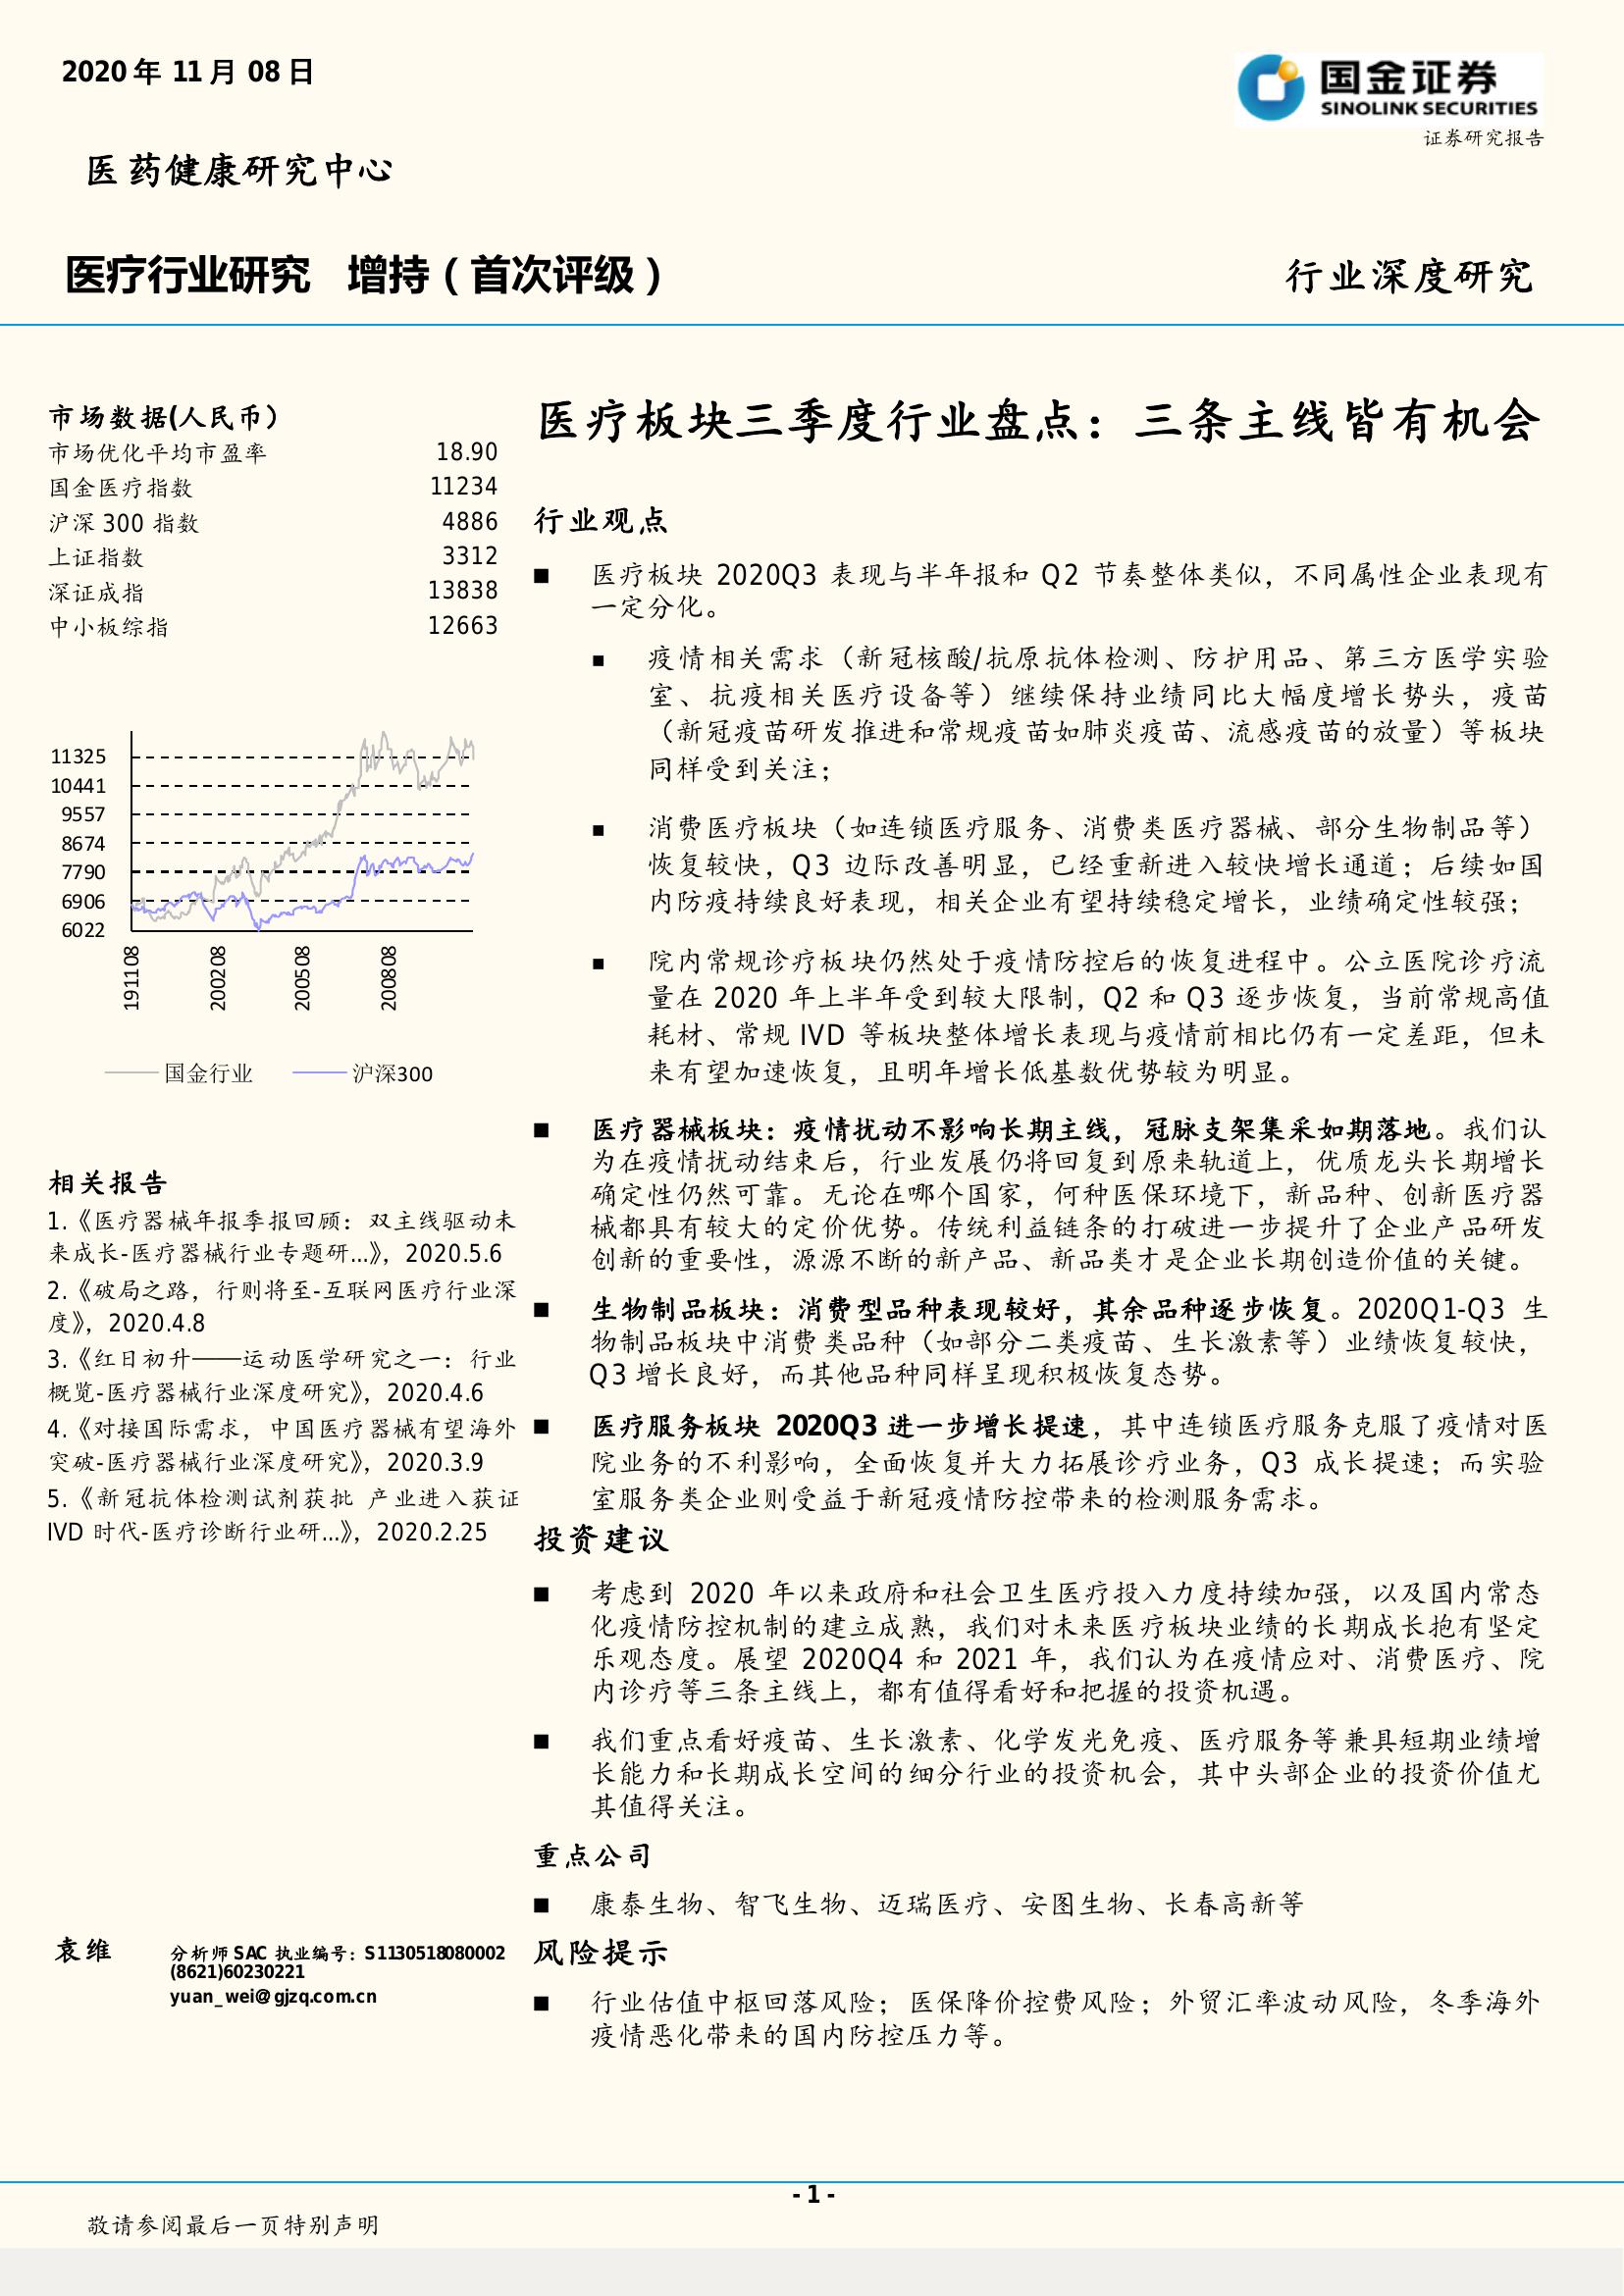 2020年11月08日
国金证券
SINOLINK SECURITIES
证券研究报告
医药健康研究中心
医疗行业研究 增持（首次评级）
行业深度研究
市场数据(人民币）
市场优化平均市盈率 18.90
国金医疗指数 11234
沪深 300 指数 4886
上证指数 3312
深证成指 13838
中小板综指 12663
11325
10441
9557
8674
7790
6906
6022
191108
200208
200508
200808
国金行业 沪深300
相关报告
1.《医疗器械年报季报回顾：双主线驱动未
来成长-医疗器械行业专题研...》，2020.5.6
2.《破局之路，行则将至-互联网医疗行业深
度》，2020.4.8
3.《红日初升——运动医学研究之一：行业
概览-医疗器械行业深度研究》，2020.4.6
4.《对接国际需求，中国医疗器械有望海外
突破-医疗器械行业深度研究》，2020.3.9
5.《新冠抗体检测试剂获批 产业进入获证
IVD 时代-医疗诊断行业研...》，2020.2.25
袁维 分析师 SAC 执业编号：S1130518080002
(8621)60230221
yuan_wei@gjzq.com.cn
医疗板块三季度行业盘点：三条主线皆有机会
行业观点
■ 医疗板块 2020Q3 表现与半年报和 Q2 节奏整体类似，不同属性企业表现有
一定分化。
■ 疫情相关需求（新冠核酸/抗原抗体检测、防护用品、第三方医学实验
室、抗疫相关医疗设备等）继续保持业绩同比大幅度增长势头，疫苗
（新冠疫苗研发推进和常规疫苗如肺炎疫苗、流感疫苗的放量）等板块
同样受到关注；
■ 消费医疗板块（如连锁医疗服务、消费类医疗器械、部分生物制品等）
恢复较快，Q3 边际改善明显，已经重新进入较快增长通道；后续如国
内防疫持续良好表现，相关企业有望持续稳定增长，业绩确定性较强；
■ 院内常规诊疗板块仍然处于疫情防控后的恢复进程中。公立医院诊疗流
量在 2020 年上半年受到较大限制，Q2 和 Q3 逐步恢复，当前常规高值
耗材、常规 IVD 等板块整体增长表现与疫情前相比仍有一定差距，但未
来有望加速恢复，且明年增长低基数优势较为明显。
■ 医疗器械板块：疫情扰动不影响长期主线，冠脉支架集采如期落地。我们认
为在疫情扰动结束后，行业发展仍将回复到原来轨道上，优质龙头长期增长
确定性仍然可靠。无论在哪个国家，何种医保环境下，新品种、创新医疗器
械都具有较大的定价优势。传统利益链条的打破进一步提升了企业产品研发
创新的重要性，源源不断的新产品、新品类才是企业长期创造价值的关键。
■ 生物制品板块：消费型品种表现较好，其余品种逐步恢复。2020Q1-Q3 生
物制品板块中消费类品种（如部分二类疫苗、生长激素等）业绩恢复较快，
Q3 增长良好，而其他品种同样呈现积极恢复态势。
■ 医疗服务板块 2020Q3 进一步增长提速，其中连锁医疗服务克服了疫情对医
院业务的不利影响，全面恢复并大力拓展诊疗业务，Q3 成长提速；而实验
室服务类企业则受益于新冠疫情防控带来的检测服务需求。
投资建议
■ 考虑到 2020 年以来政府和社会卫生医疗投入力度持续加强，以及国内常态
化疫情防控机制的建立成熟，我们对未来医疗板块业绩的长期成长抱有坚定
乐观态度。展望 2020Q4 和 2021 年，我们认为在疫情应对、消费医疗、院
内诊疗等三条主线上，都有值得看好和把握的投资机遇。
■ 我们重点看好疫苗、生长激素、化学发光免疫、医疗服务等兼具短期业绩增
长能力和长期成长空间的细分行业的投资机会，其中头部企业的投资价值尤
其值得关注。
重点公司
■ 康泰生物、智飞生物、迈瑞医疗、安图生物、长春高新等
风险提示
■ 行业估值中枢回落风险；医保降价控费风险；外贸汇率波动风险，冬季海外
疫情恶化带来的国内防控压力等。
- 1 -
敬请参阅最后一页特别声明